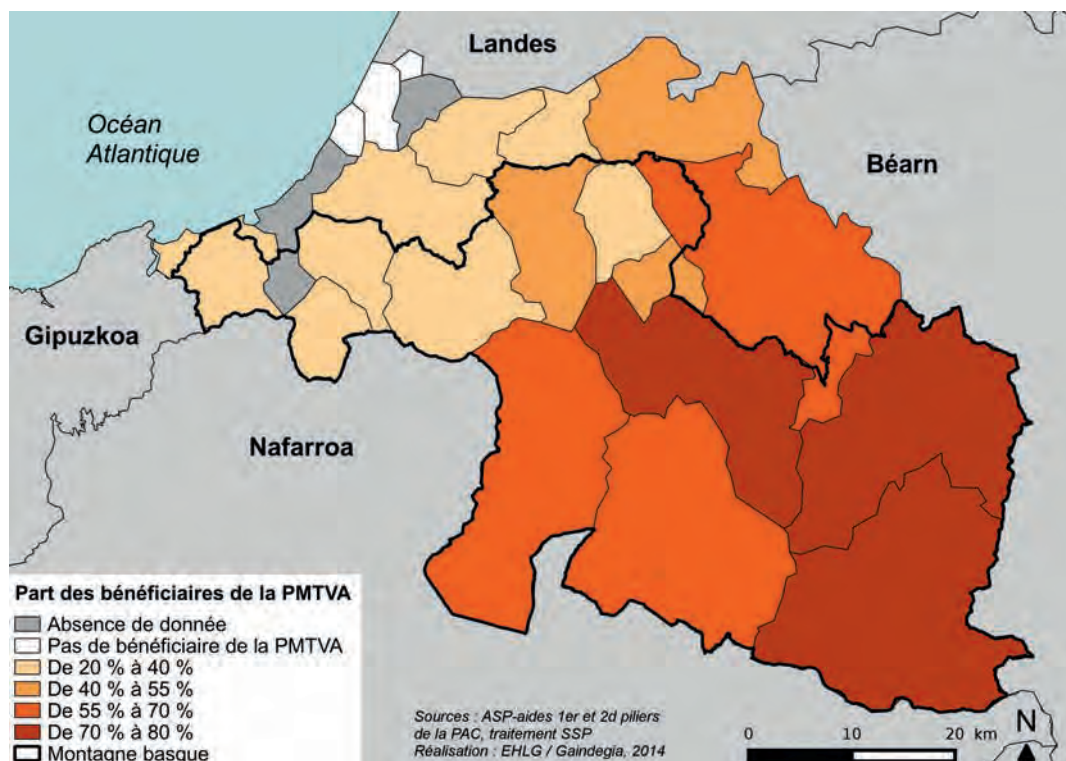 Landes
Océan
Atlantique
Béarn
Gipuzkoa
Nafarroa
Part des bénéficiaires de la PMTVA
Absence de donnée
Pas de bénéficiaire de la PMTVA
De 20 % à 40 %
De 40 % à 55 %
De 55 % à 70 %
De 70 % à 80 %
Montagne basque
Sources : ASP-aides 1er et 2d piliers
de la PAC, traitement SSP
Réalisation : EHLG / Gaindegia, 2014
0 10 20 km
N